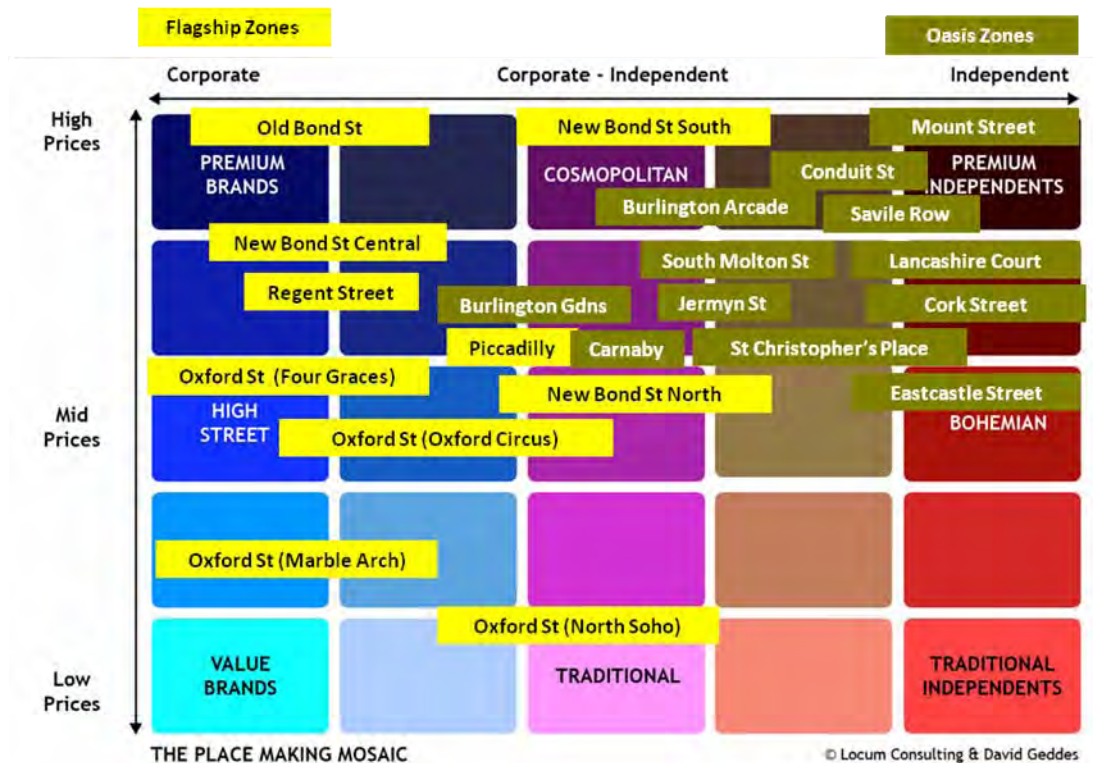 Flagship Zones
Oasis Zones
Corporate
Corporate - Independent
Independent
High
Prices
Old Bond St
New Bond St South
Mount Street
PREMIUM
BRANDS
COSMOPOLITAN
Conduit St
PREMIUM
INDEPENDENTS
Burlington Arcade
Savile Row
New Bond St Central
South Molton St
Lancashire Court
Regent Street
Burlington Gdns
Jermyn St
Cork Street
Piccadilly
Carnaby
St Christopher's Place
Oxford St (Four Graces)
New Bond St North
Eastcastle Street
Mid
Prices
HIGH
STREET
BOHEMIAN
Oxford St (Oxford Circus)
Oxford St (Marble Arch)
Oxford St (North Soho)
Low
Prices
VALUE
BRANDS
TRADITIONAL
TRADITIONAL
INDEPENDENTS
THE PLACE MAKING MOSAIC
© Locum Consulting & David Geddes